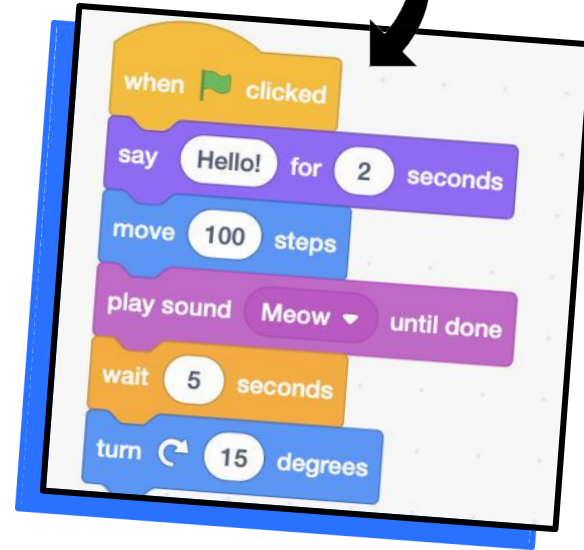 when clicked
say Hello! for 2 seconds
move 100 steps
play sound Meow until done
wait 5 seconds
turn 15 degrees